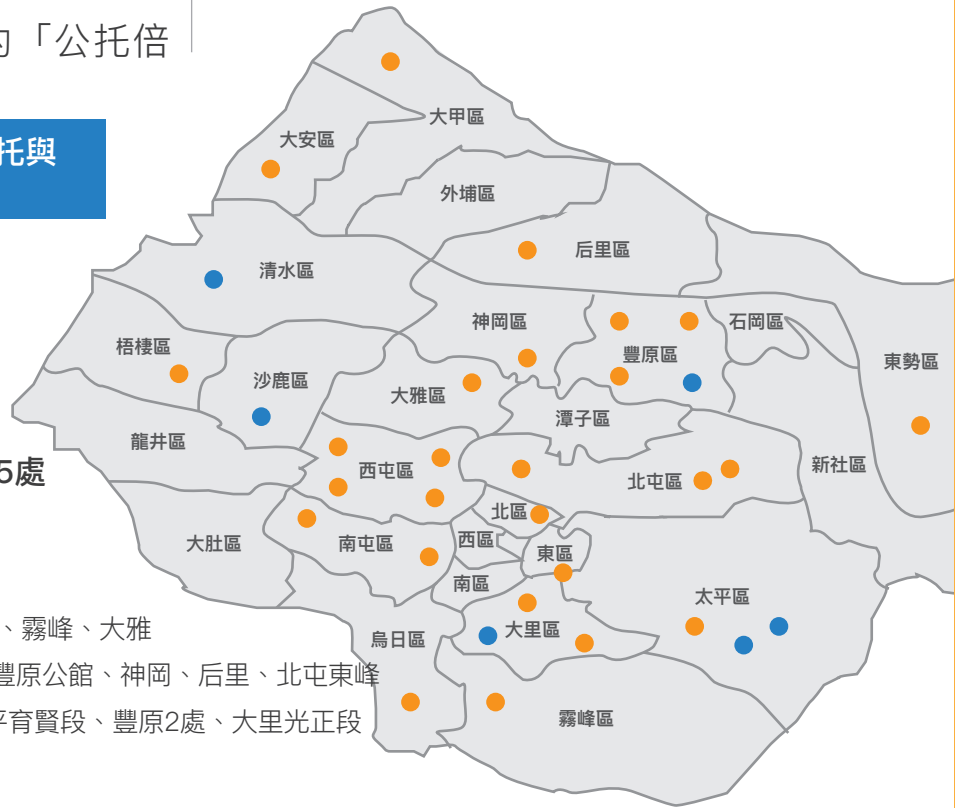 的「公托倍
托與
5處
、霧峰、大雅
豐原公館、神岡、后里、北屯東峰
平育賢段、豐原2處、大里光正段
大甲區
大安區
外埔區
后里區
清水區
神岡區
石岡區
梧棲區
豐原區
東勢區
沙鹿區
大雅區
潭子區
龍井區
西屯區
新社區
北屯區
北區
大肚區
南屯區
西區
東區
南區
太平區
大里區
烏日區
霧峰區